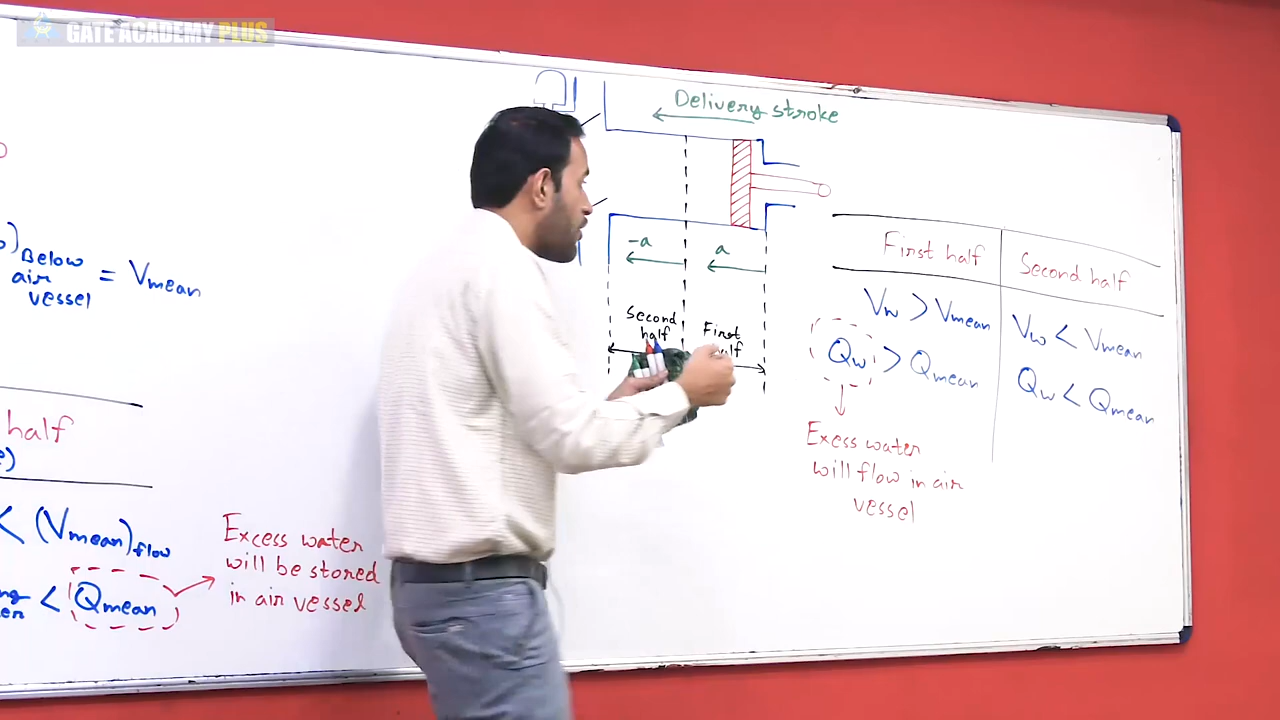 GATE ACADEMY PLUS
Below
air
vessel
= Vmean
half
< (Vmean)flow
< Qmean
Excess water
will be stored
in air vessel
Delivery stroke
-a
a
Second
half
First
First half
Second half
Vw > Vmean
Vw < Vmean
Qw > Qmean
Qw < Qmean
Exess water
will flow in air
vessel